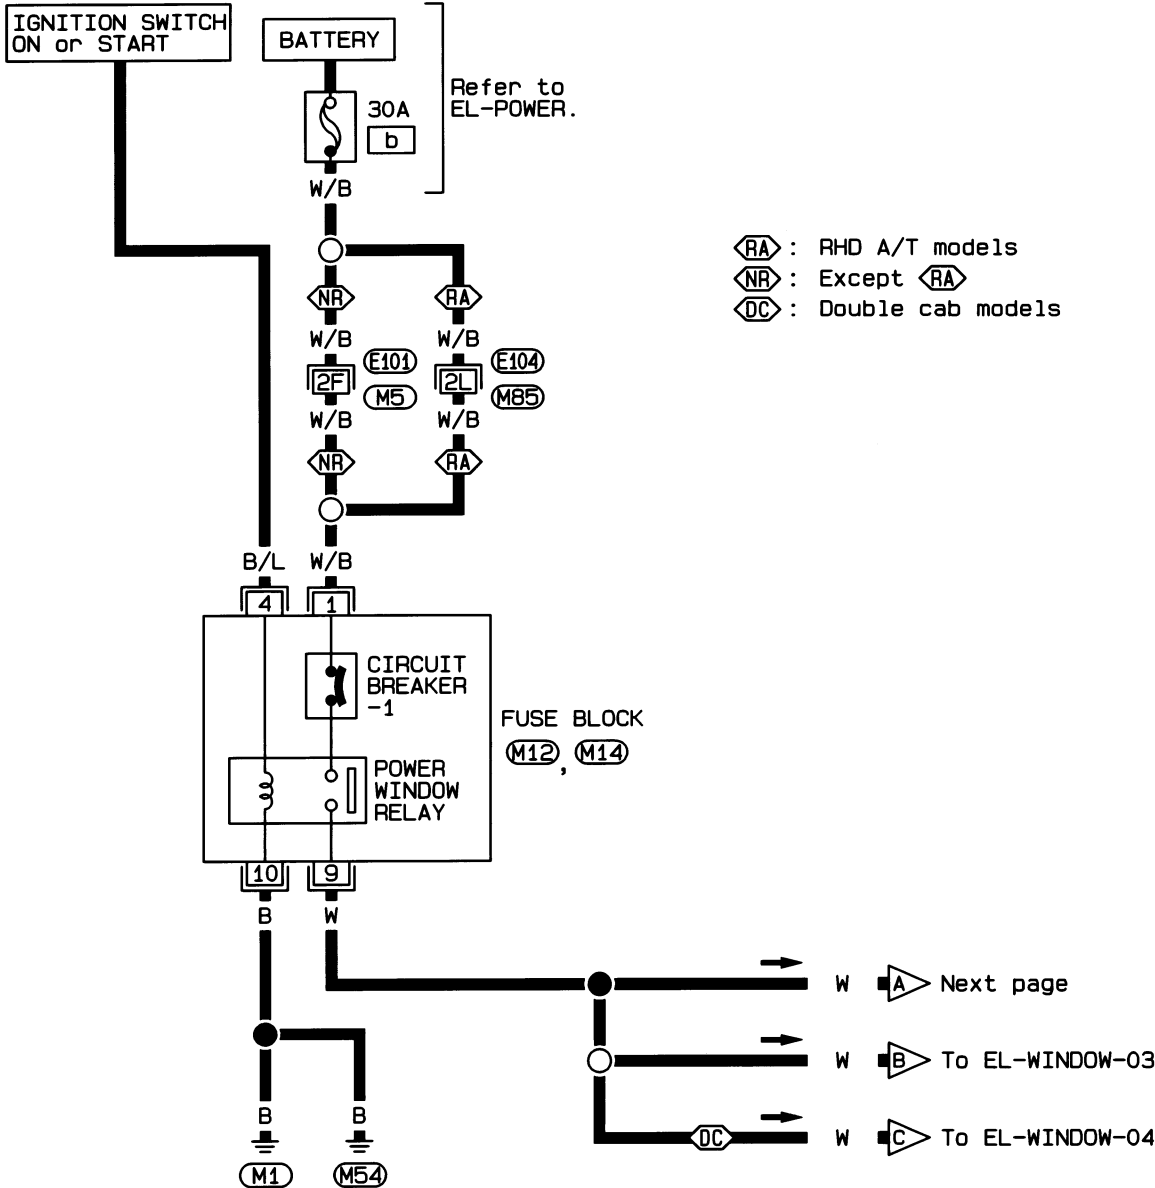 IGNITION SWITCH
ON or START
BATTERY
30A
b
Refer to
EL-POWER.
W/B
RA : RHD A/T models
NR : Except RA
DC : Double cab models
NR
RA
W/B
W/B
E101
E104
2F
2L
M5
M85
W/B
W/B
NR
RA
B/L
W/B
4
1
CIRCUIT
BREAKER
-1
FUSE BLOCK
M12 , M14
POWER
WINDOW
RELAY
10
9
B
W
W
A
Next page
W
B
To EL-WINDOW-03
B
B
DC
W
C
To EL-WINDOW-04
M1
M54